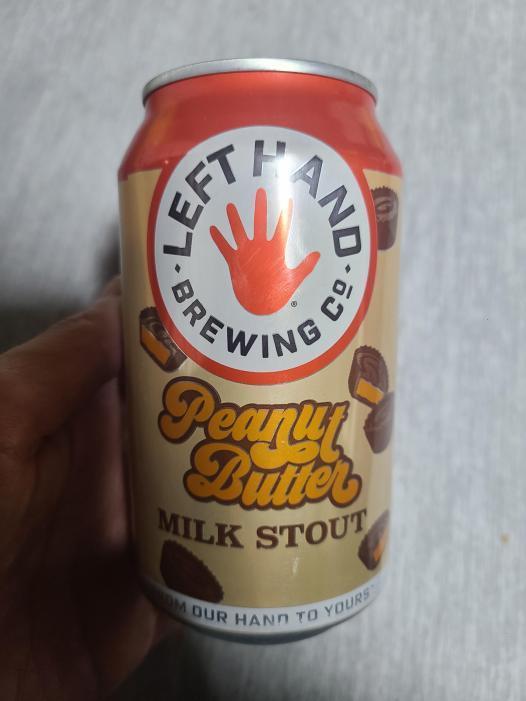 LEFT HAND
BREWING Co
®
Peanut
Butter
MILK STOUT
OUR HAND TO YOURS